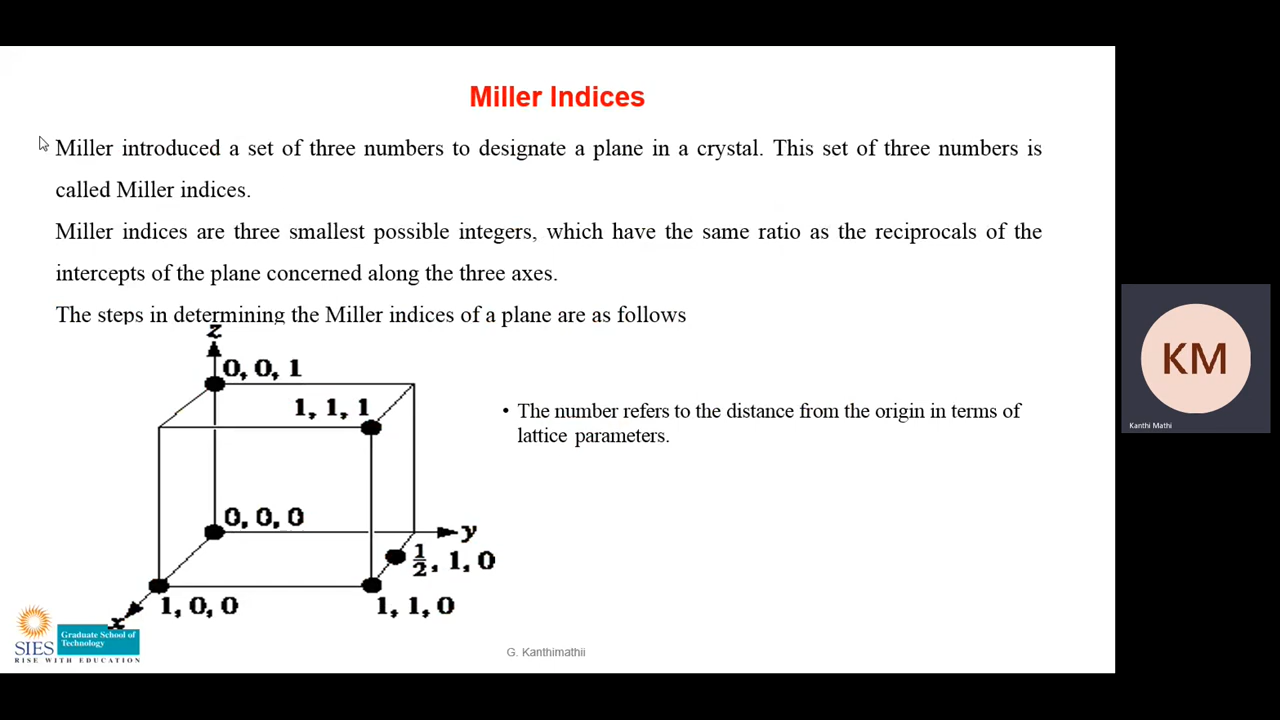 Miller Indices
Miller introduced a set of three numbers to designate a plane in a crystal. This set of three numbers is
called Miller indices.
Miller indices are three smallest possible integers, which have the same ratio as the reciprocals of the
intercepts of the plane concerned along the three axes.
The steps in determining the Miller indices of a plane are as follows
z
0, 0, 1
1, 1, 1
• The number refers to the distance from the origin in terms of
lattice parameters.
0, 0, 0
y
1/2, 1, 0
1, 0, 0
1, 1, 0
x
SIES
Graduate School of
Technology
RISE WITH EDUCATION
G. Kanthimathii
KM
Kanthi Mathi